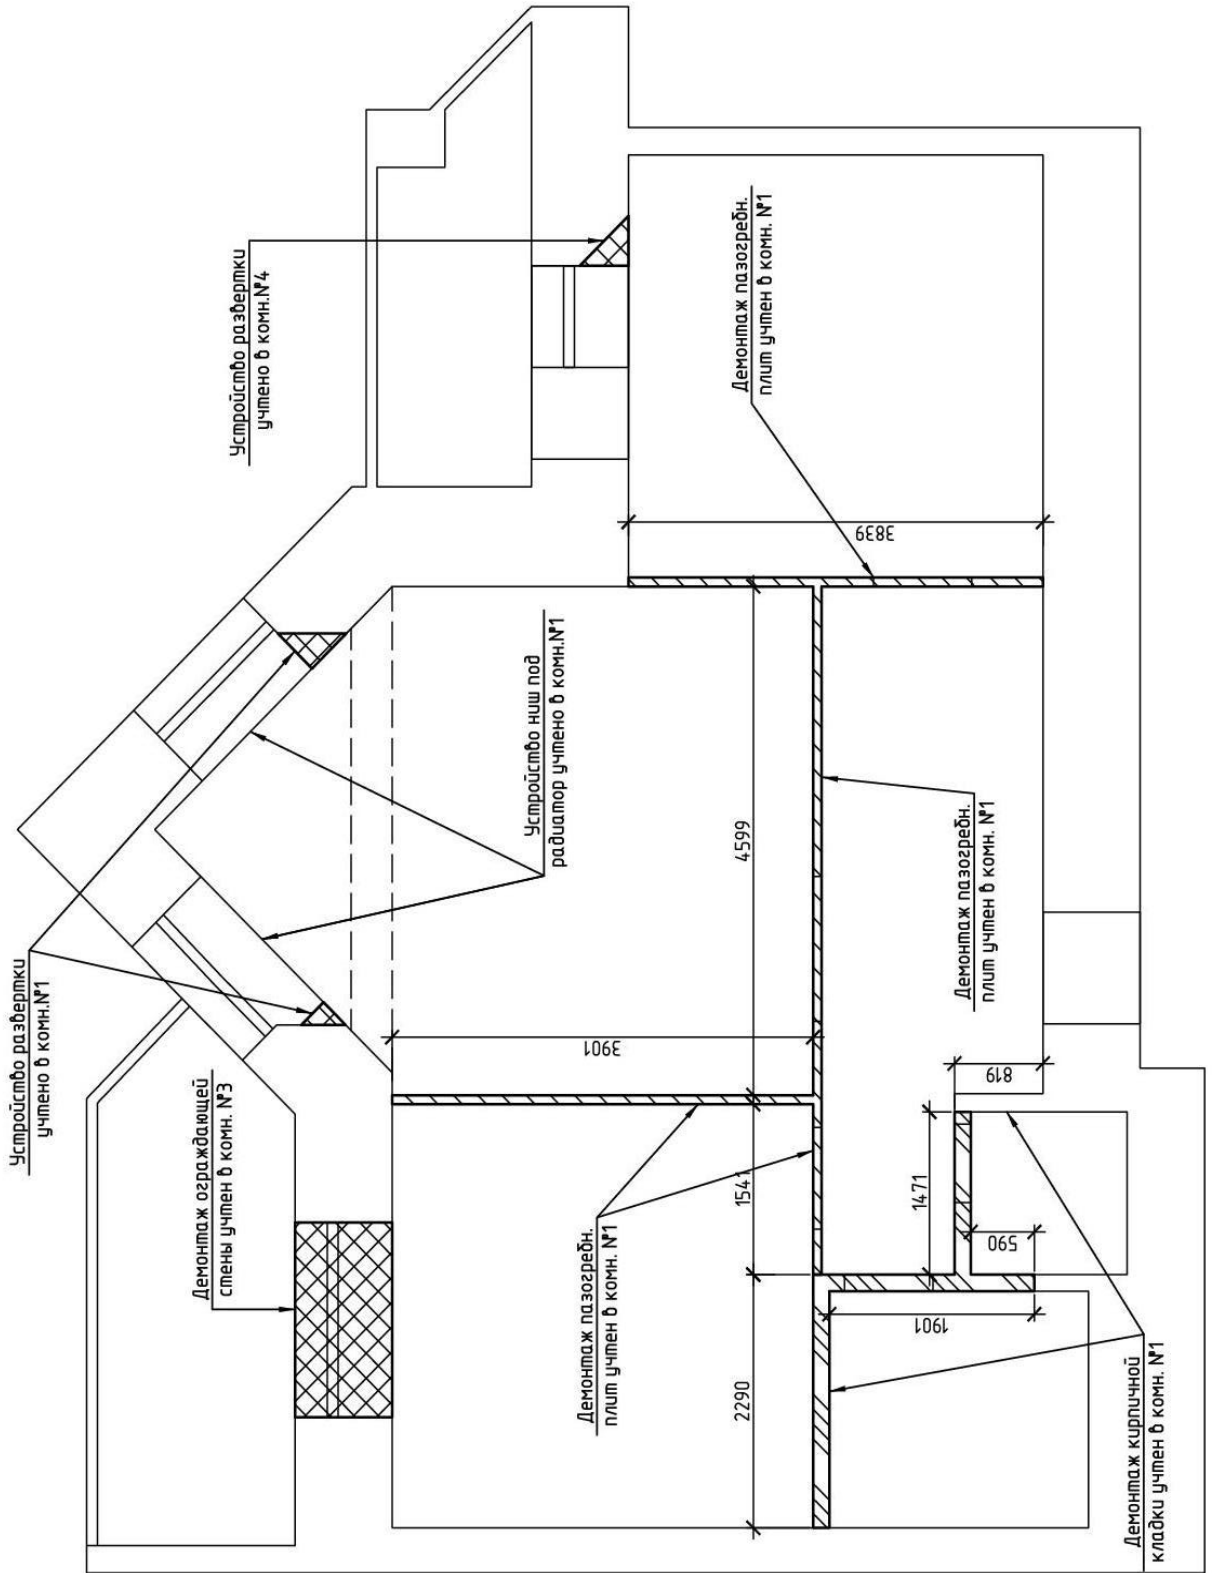 Устройство развертки
учтено в комн.№1
Демонтаж ограждающей
стены учтен в комн. №3
Устройство развертки
учтено в комн.№4
Устройство ниш под
радиатор учтено в комн.№1
Демонтаж пазогребн.
плит учтен в комн. №1
Демонтаж пазогребн.
плит учтен в комн. №1
Демонтаж пазогребн.
плит учтен в комн. №1
Демонтаж кирпичной
кладки учтен в комн. №1
3839
4599
3901
1541
2290
819
1471
590
1901